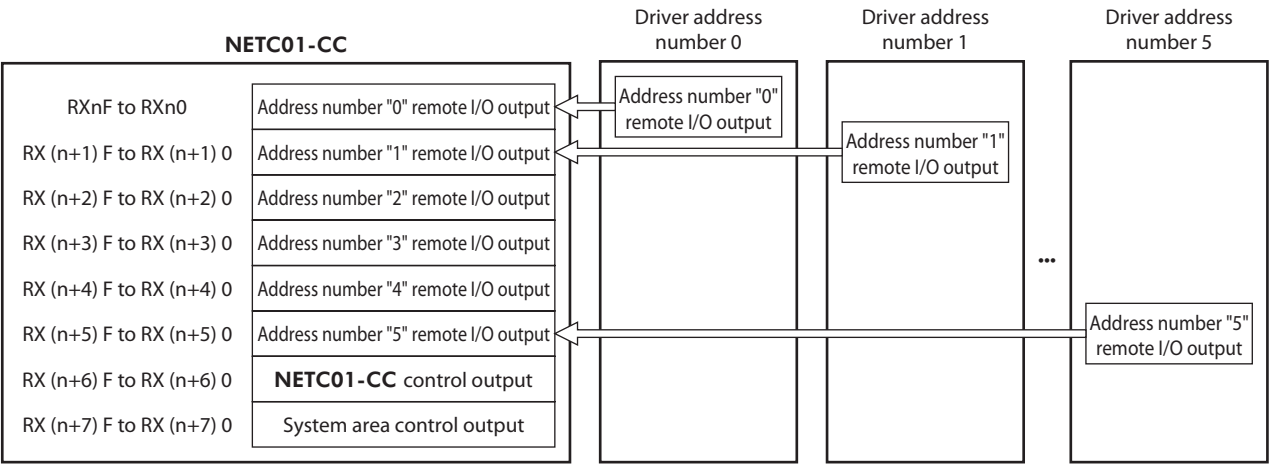 NETC01-CC
Driver address
number 0
Driver address
number 1
Driver address
number 5
RXnF to RXn0
Address number "0" remote I/O output
Address number "0"
remote I/O output
RX (n+1) F to RX (n+1) 0
Address number "1" remote I/O output
Address number "1"
remote I/O output
RX (n+2) F to RX (n+2) 0
Address number "2" remote I/O output
RX (n+3) F to RX (n+3) 0
Address number "3" remote I/O output
...
RX (n+4) F to RX (n+4) 0
Address number "4" remote I/O output
RX (n+5) F to RX (n+5) 0
Address number "5" remote I/O output
Address number "5"
remote I/O output
RX (n+6) F to RX (n+6) 0
NETC01-CC control output
RX (n+7) F to RX (n+7) 0
System area control output